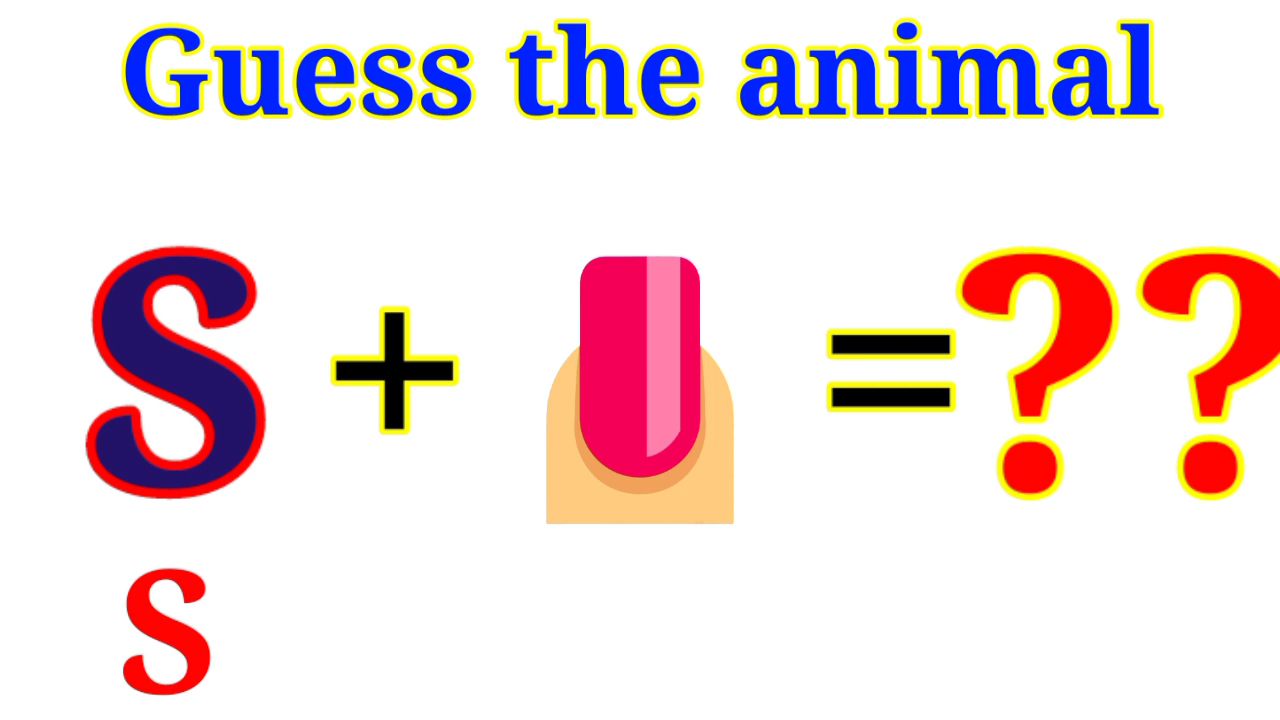 Guess the animal
S + = ??
S